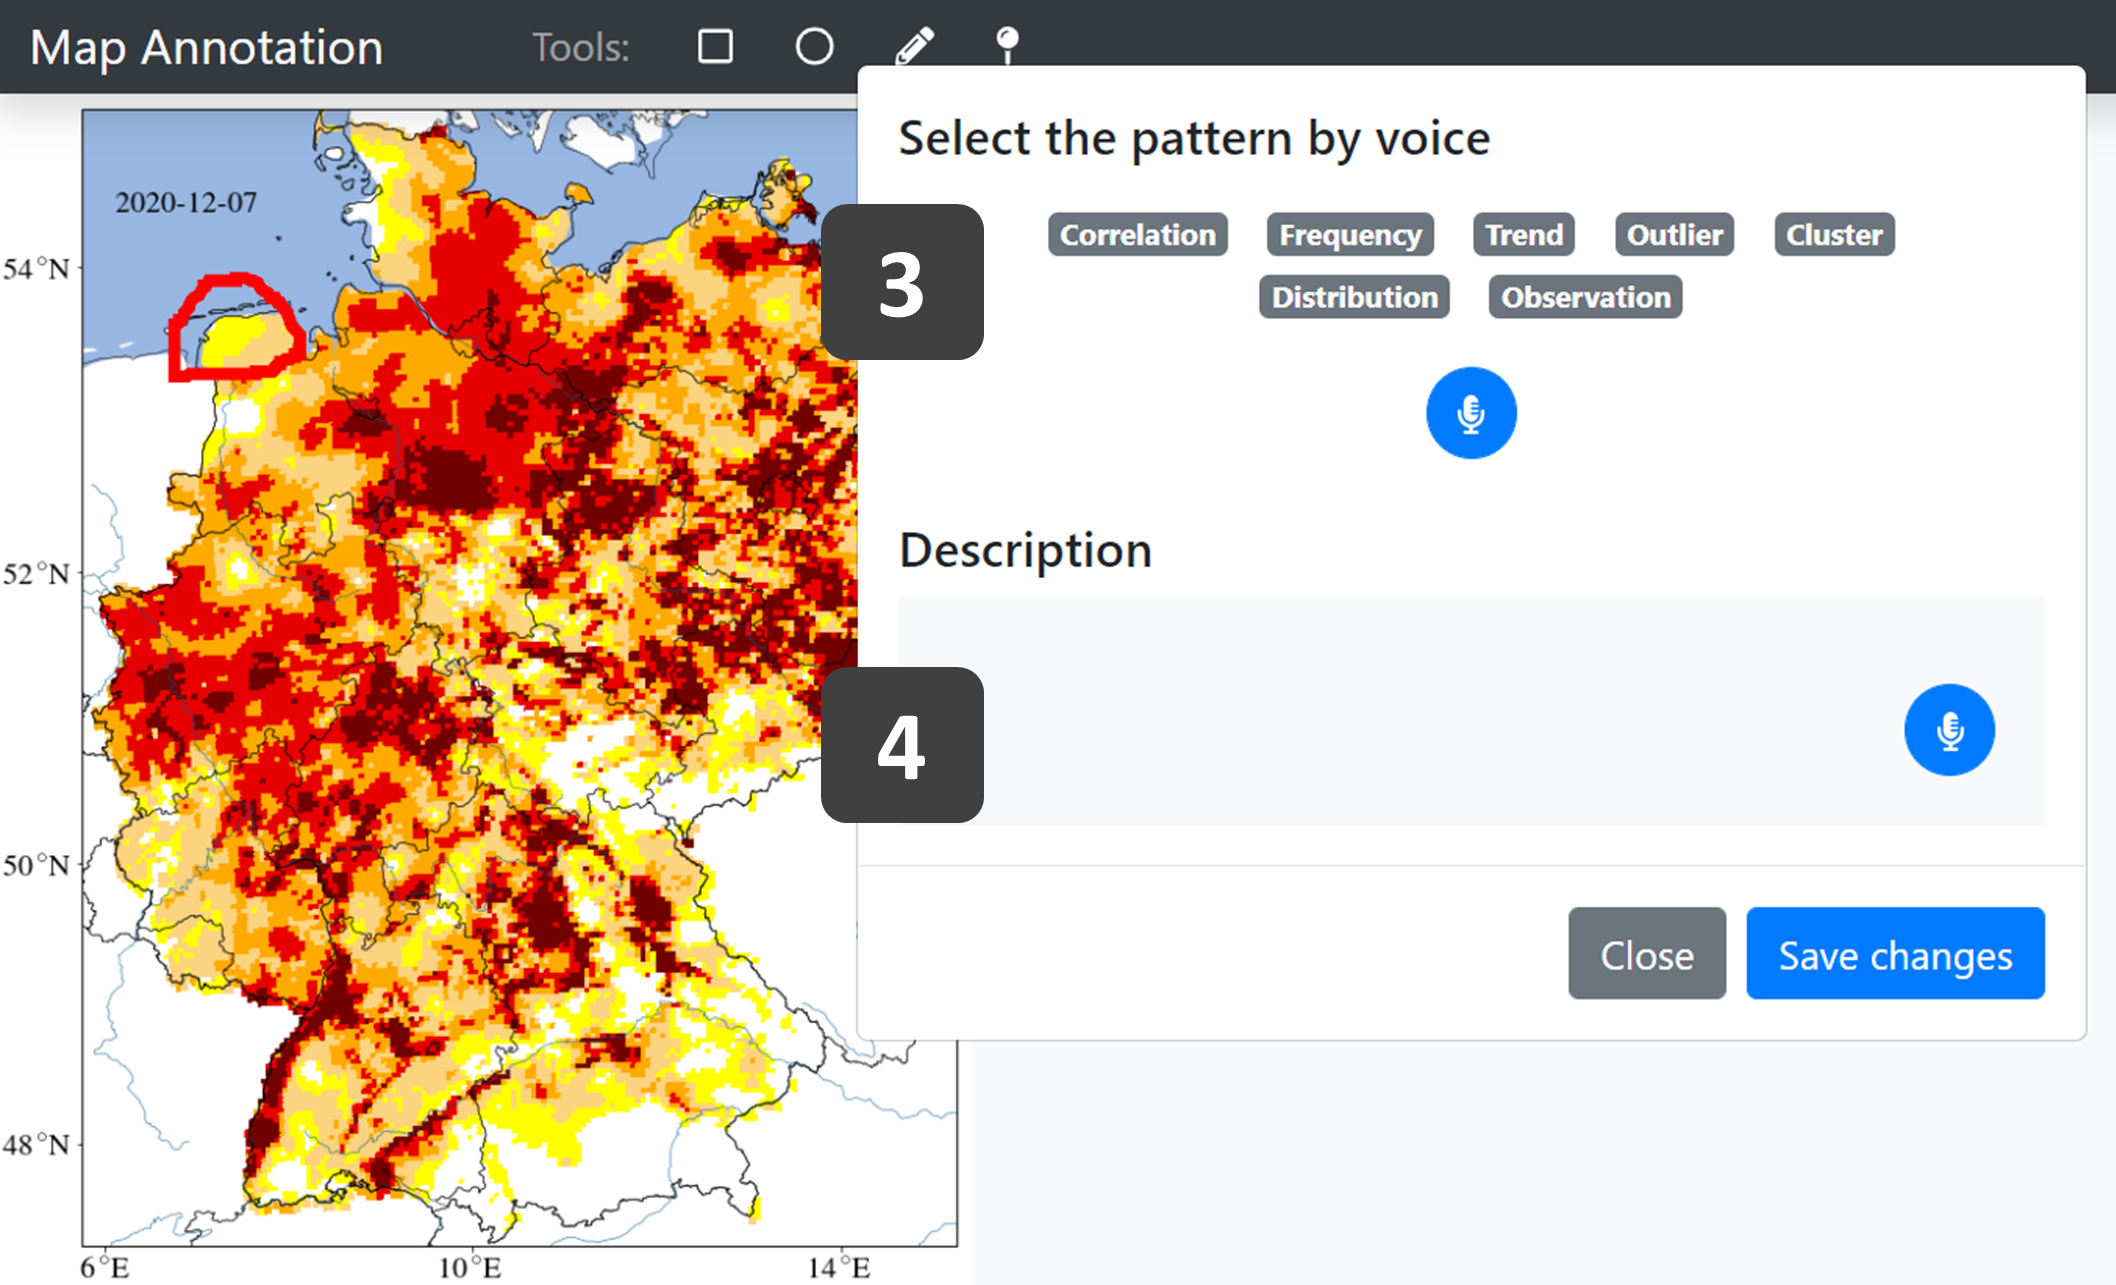 Map Annotation Tools:
Select the pattern by voice
2020-12-07
Correlation Frequency Trend Outlier Cluster
54°N
3
Distribution Observation
Description
52°N
4
50°N
Close Save changes
48°N
6°E 10°E 14°E